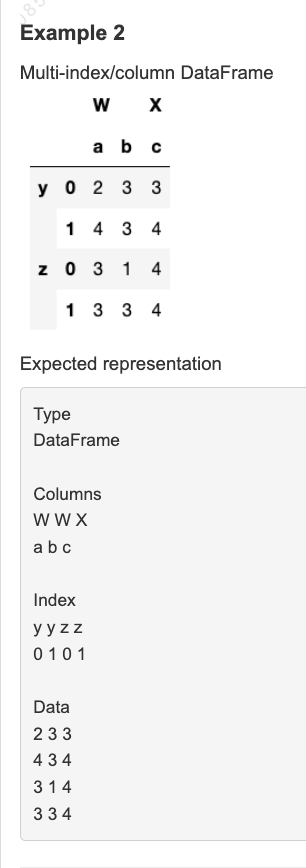 Example 2
Multi-index/column DataFrame
W X
a b c
y 0 2 3 3
1 4 3 4
z 0 3 1 4
1 3 3 4
Expected representation
Type
DataFrame
Columns
W W X
a b c
Index
y y z z
0 1 0 1
Data
2 3 3
4 3 4
3 1 4
3 3 4